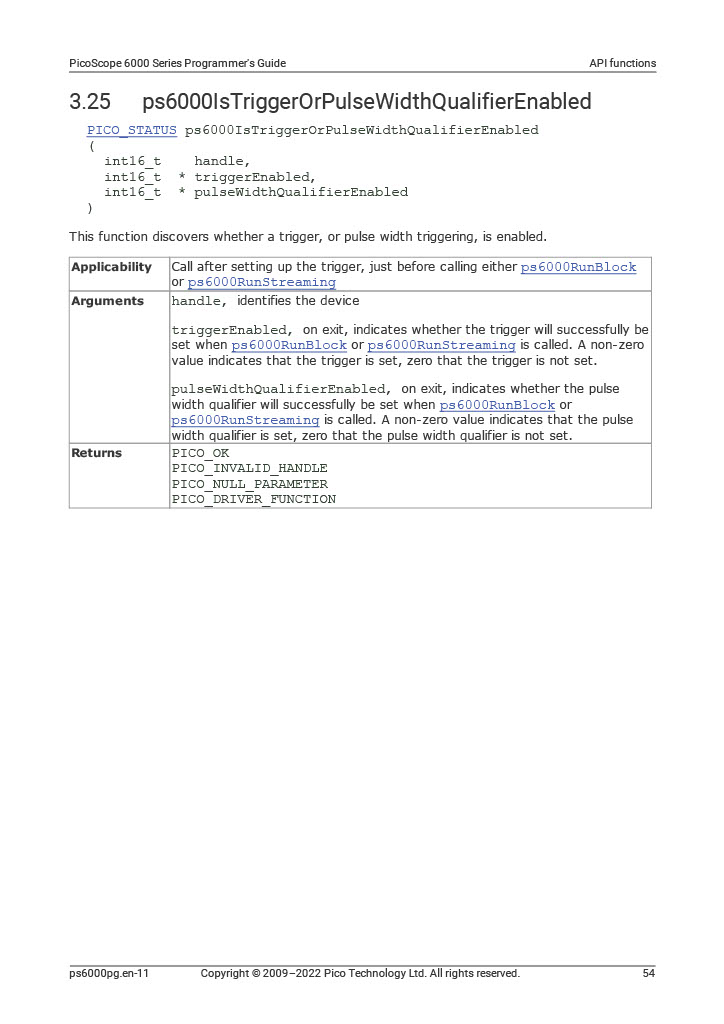 PicoScope 6000 Series Programmer's Guide API functions
3.25 ps6000IsTriggerOrPulseWidthQualifierEnabled
PICO_STATUS ps6000IsTriggerOrPulseWidthQualifierEnabled
(
int16_t handle,
int16_t * triggerEnabled,
int16_t * pulseWidthQualifierEnabled
)
This function discovers whether a trigger, or pulse width triggering, is enabled.
Applicability Call after setting up the trigger, just before calling either ps6000RunBlock
or ps6000RunStreaming
Arguments handle, identifies the device
triggerEnabled, on exit, indicates whether the trigger will successfully be
set when ps6000RunBlock or ps6000RunStreaming is called. A non-zero
value indicates that the trigger is set, zero that the trigger is not set.
pulseWidthQualifierEnabled, on exit, indicates whether the pulse
width qualifier will successfully be set when ps6000RunBlock or
ps6000RunStreaming is called. A non-zero value indicates that the pulse
width qualifier is set, zero that the pulse width qualifier is not set.
Returns PICO_OK
PICO_INVALID_HANDLE
PICO_NULL_PARAMETER
PICO_DRIVER_FUNCTION
ps6000pg.en-11 Copyright © 2009–2022 Pico Technology Ltd. All rights reserved. 54